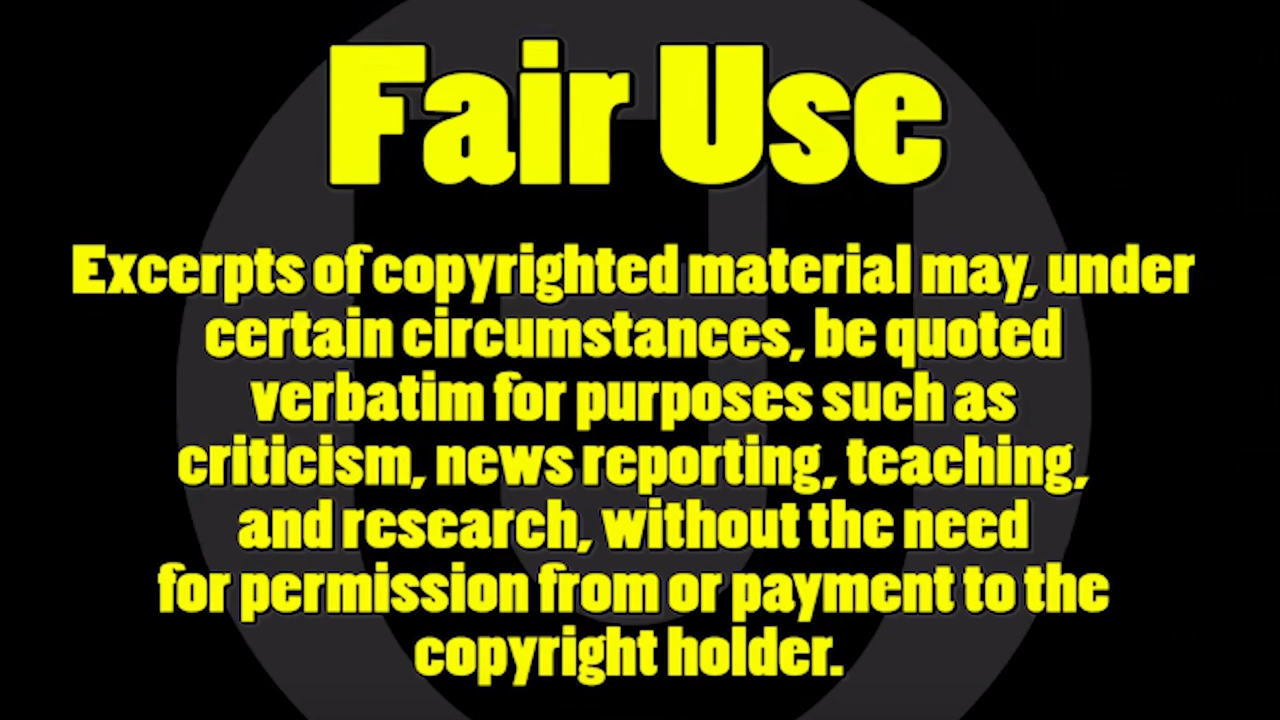 Fair Use
Excerpts of copyrighted material may, under
certain circumstances, be quoted
verbatim for purposes such as
criticism, news reporting, teaching,
and research, without the need
for permission from or payment to the
copyright holder.